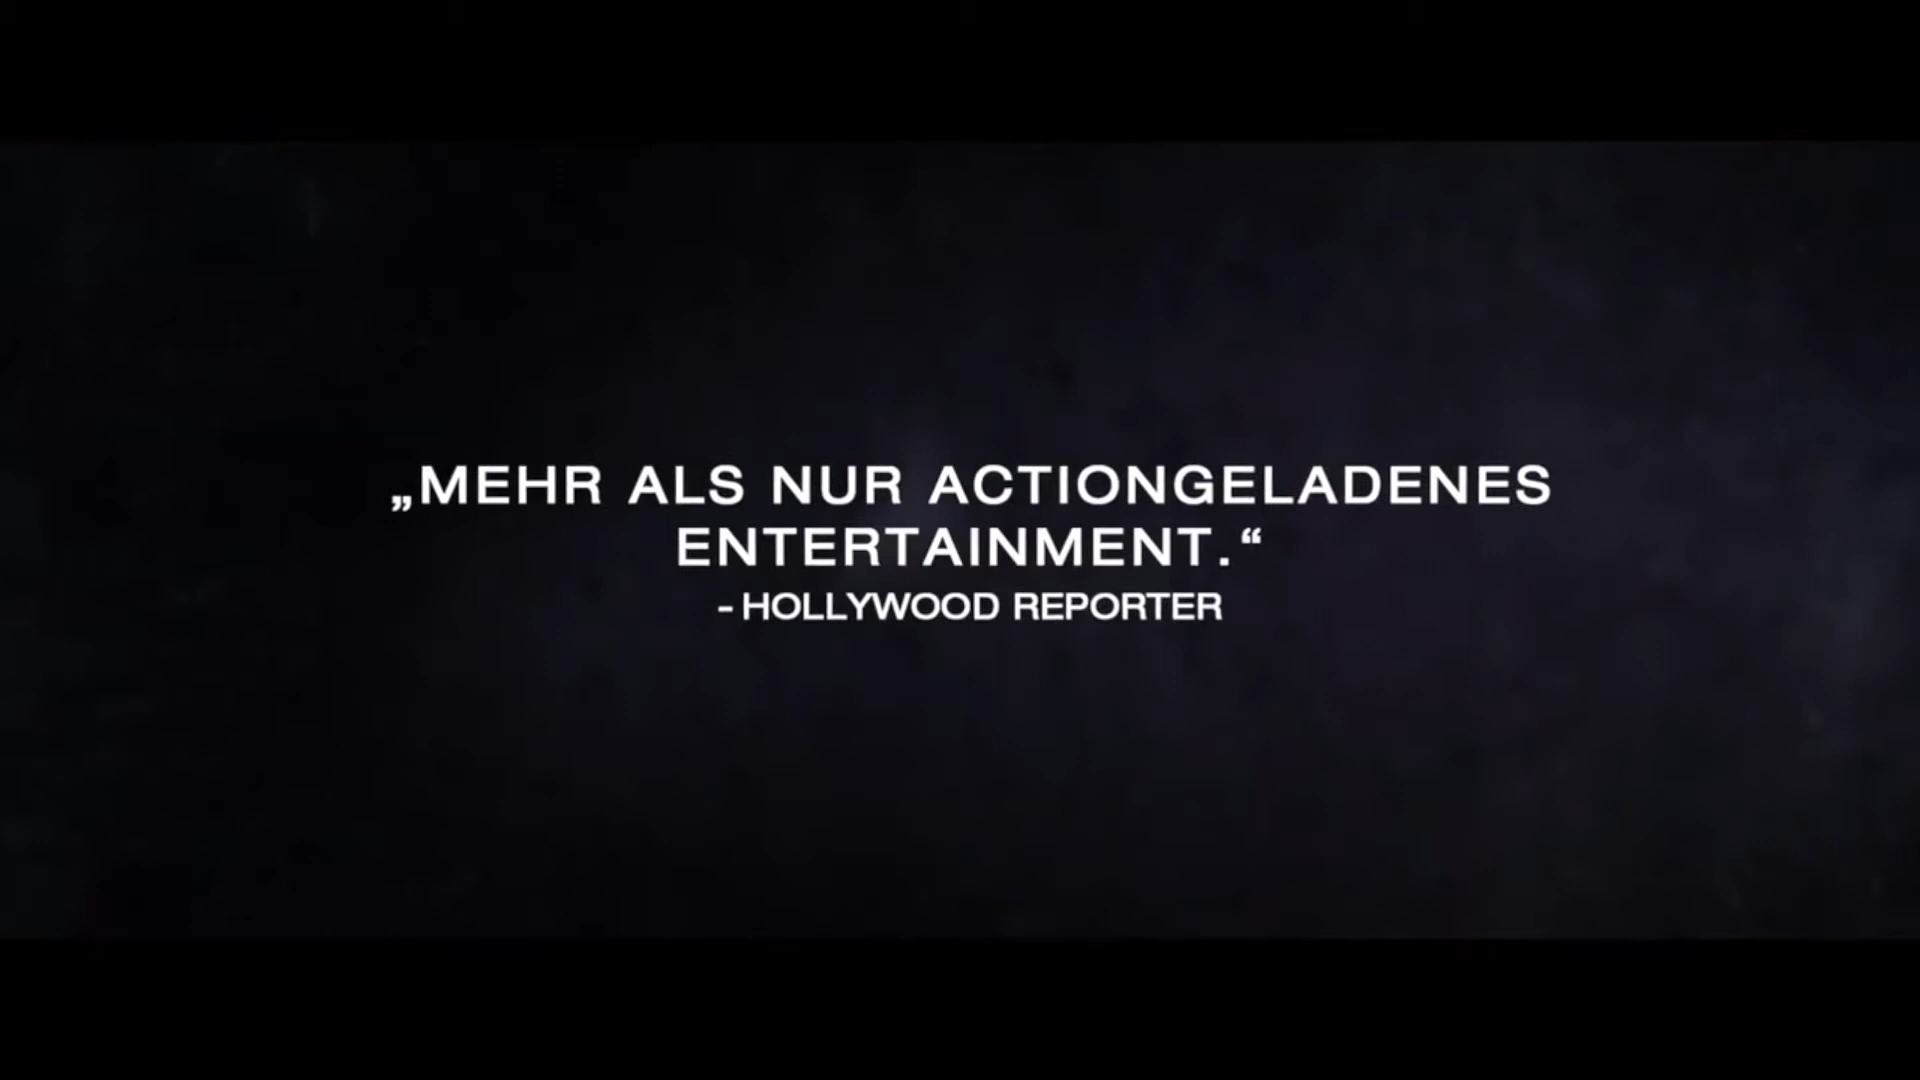 „MEHR ALS NUR ACTIONGELADENES
ENTERTAINMENT.“
- HOLLYWOOD REPORTER